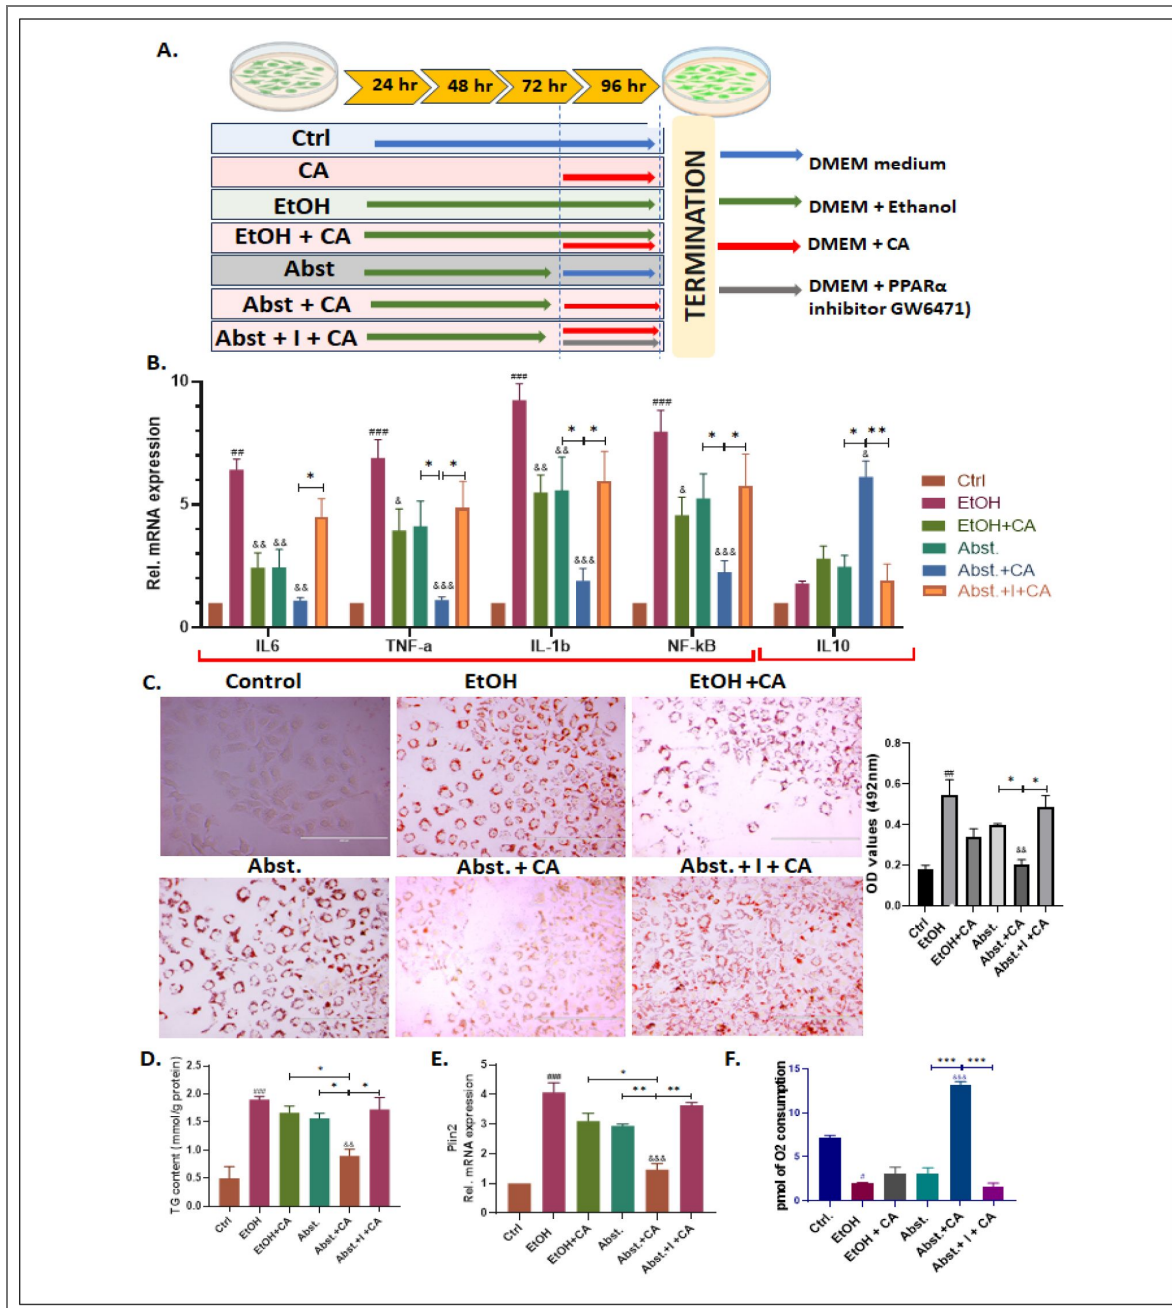 A.
24 hr 48 hr 72 hr 96 hr
Ctrl
CA
EtOH
EtOH + CA
Abst
Abst + CA
Abst + I + CA
TERMINATION
DMEM medium
DMEM + Ethanol
DMEM + CA
DMEM + PPARα
inhibitor GW6471)
B.
Rel. mRNA expression
10
5
0
## && && && *
### & * * &&&
### && && * * &&&
### & * * &&&
* ** &
IL6 TNF-a IL-1b NF-kB IL10
Ctrl
EtOH
EtOH+CA
Abst.
Abst.+CA
Abst.+I+CA
C.
Control EtOH EtOH +CA
Abst. Abst. + CA Abst. + I + CA
OD values (492nm)
0.8
0.6
0.4
0.2
0.0
## * * &&
Ctrl EtOH EtOH+CA Abst. Abst.+CA Abst.+I +CA
D.
TG content (mmol/g protein)
2.5
2.0
1.5
1.0
0.5
0.0
### * * * &&
Ctrl EtOH EtOH+CA Abst. Abst.+CA Abst.+I +CA
E.
Plin2
Rel. mRNA expression
5
4
3
2
1
0
### * ** ** &&&
Ctrl EtOH EtOH+CA Abst. Abst.+CA Abst.+I +CA
F.
pmol of O2 consumption
15
10
5
0
# *** *** &&&
Ctrl. EtOH EtOH + CA Abst. Abst.+CA Abst.+ I + CA